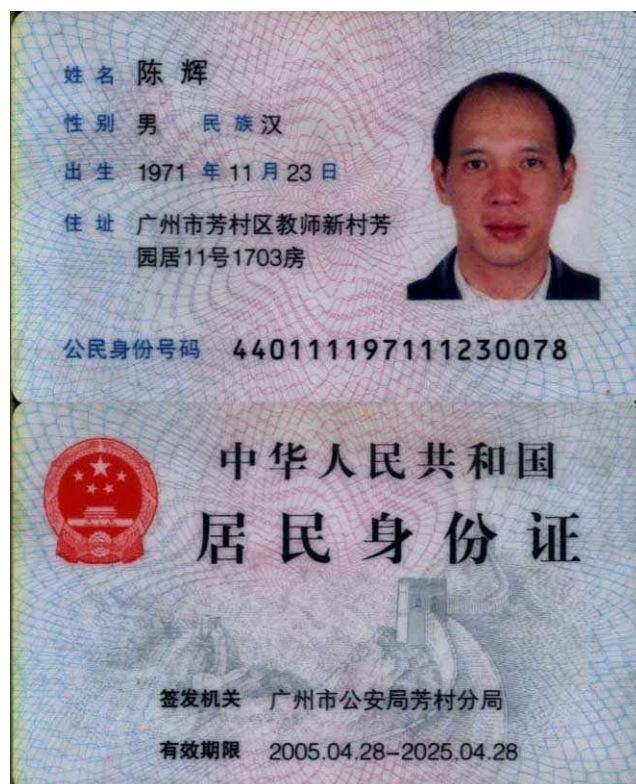 姓名 陈辉
性别 男 民族 汉
出生 1971 年 11 月 23 日
住址 广州市芳村区教师新村芳
园居11号1703房
公民身份号码 440111197111230078
中华人民共和国
居民身份证
签发机关 广州市公安局芳村分局
有效期限 2005.04.28-2025.04.28